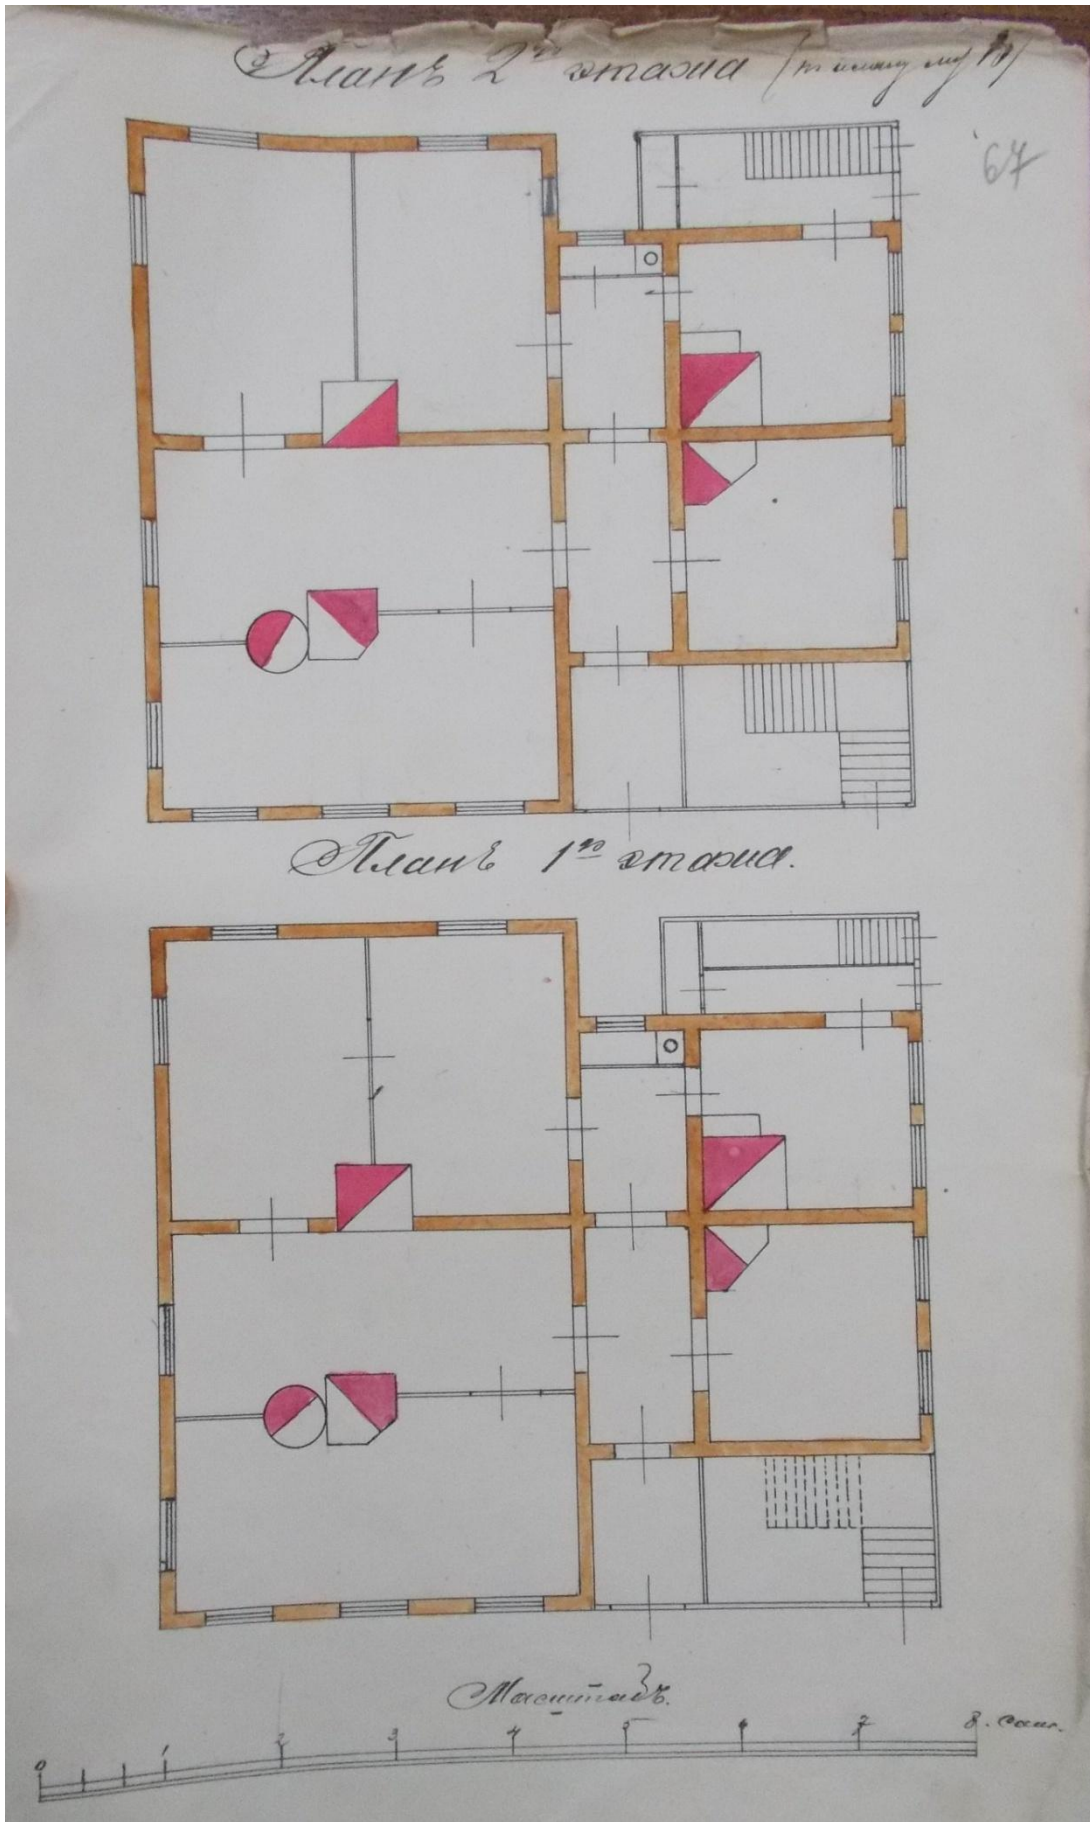 Планъ 2го этажа
67
Планъ 1го этажа.
Масштабъ.
0 1 2 3 4 5 6 7 8. саж.